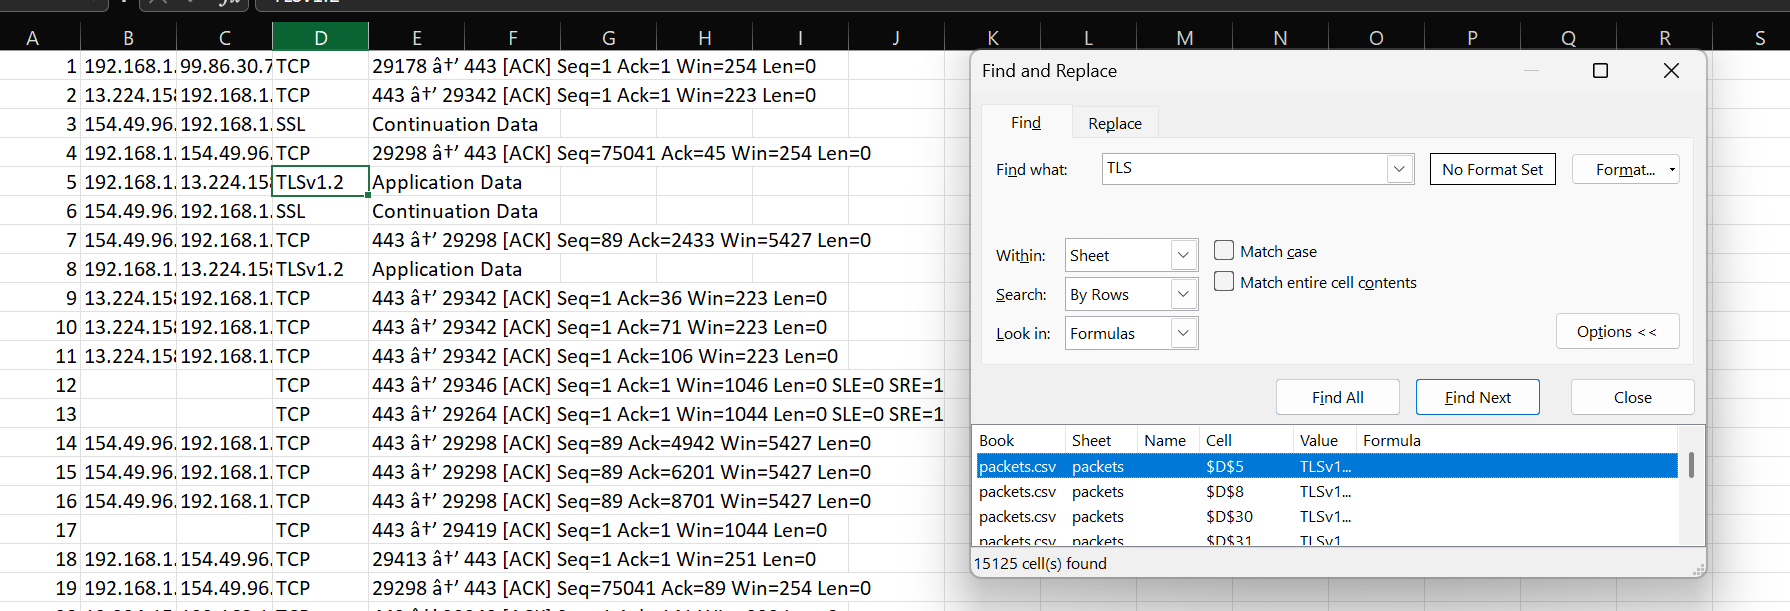 A B C D E F G H I J K L M N O P Q R S
1 192.168.1. 99.86.30.7 TCP 29178 â†’ 443 [ACK] Seq=1 Ack=1 Win=254 Len=0
2 13.224.158 192.168.1. TCP 443 â†’ 29342 [ACK] Seq=1 Ack=1 Win=223 Len=0
3 154.49.96. 192.168.1. SSL Continuation Data
4 192.168.1. 154.49.96. TCP 29298 â†’ 443 [ACK] Seq=75041 Ack=45 Win=254 Len=0
5 192.168.1. 13.224.158 TLSv1.2 Application Data
6 154.49.96. 192.168.1. SSL Continuation Data
7 154.49.96. 192.168.1. TCP 443 â†’ 29298 [ACK] Seq=89 Ack=2433 Win=5427 Len=0
8 192.168.1. 13.224.158 TLSv1.2 Application Data
9 13.224.158 192.168.1. TCP 443 â†’ 29342 [ACK] Seq=1 Ack=36 Win=223 Len=0
10 13.224.158 192.168.1. TCP 443 â†’ 29342 [ACK] Seq=1 Ack=71 Win=223 Len=0
11 13.224.158 192.168.1. TCP 443 â†’ 29342 [ACK] Seq=1 Ack=106 Win=223 Len=0
12 TCP 443 â†’ 29346 [ACK] Seq=1 Ack=1 Win=1046 Len=0 SLE=0 SRE=1
13 TCP 443 â†’ 29264 [ACK] Seq=1 Ack=1 Win=1044 Len=0 SLE=0 SRE=1
14 154.49.96. 192.168.1. TCP 443 â†’ 29298 [ACK] Seq=89 Ack=4942 Win=5427 Len=0
15 154.49.96. 192.168.1. TCP 443 â†’ 29298 [ACK] Seq=89 Ack=6201 Win=5427 Len=0
16 154.49.96. 192.168.1. TCP 443 â†’ 29298 [ACK] Seq=89 Ack=8701 Win=5427 Len=0
17 TCP 443 â†’ 29419 [ACK] Seq=1 Ack=1 Win=1044 Len=0
18 192.168.1. 154.49.96. TCP 29413 â†’ 443 [ACK] Seq=1 Ack=1 Win=251 Len=0
19 192.168.1. 154.49.96. TCP 29298 â†’ 443 [ACK] Seq=75041 Ack=89 Win=254 Len=0
Find and Replace
Find Replace
Find what: TLS No Format Set Format...
Within: Sheet Match case
Search: By Rows Match entire cell contents
Look in: Formulas Options <<
Find All Find Next Close
Book Sheet Name Cell Value Formula
packets.csv packets $D$5 TLSv1...
packets.csv packets $D$8 TLSv1...
packets.csv packets $D$30 TLSv1...
packets.csv packets $D$31 TLSv1
15125 cell(s) found